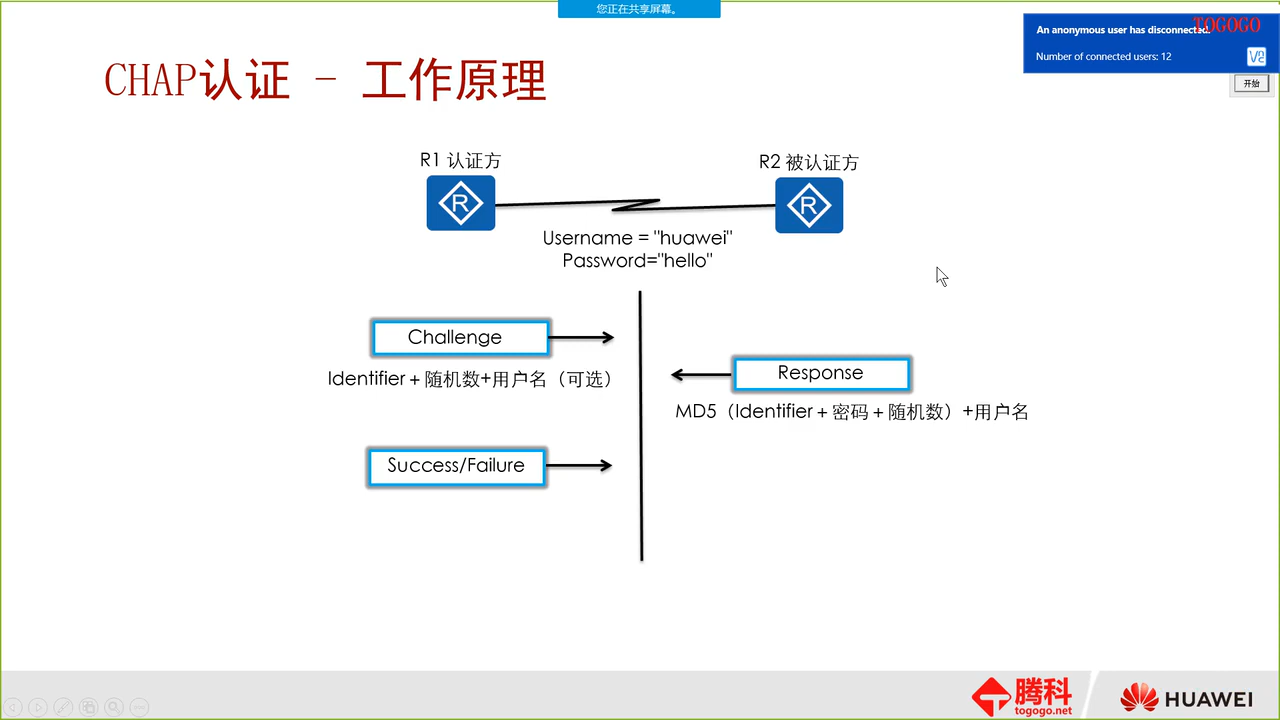 您正在共享屏幕。
An anonymous user has disconnected.
TOGOGO
Number of connected users: 12
开始
CHAP认证 - 工作原理
R1 认证方
R2 被认证方
R
R
Username = "huawei"
Password="hello"
Challenge
Identifier + 随机数+用户名（可选）
Response
MD5（Identifier + 密码 + 随机数）+用户名
Success/Failure
腾科
togogo.net
HUAWEI